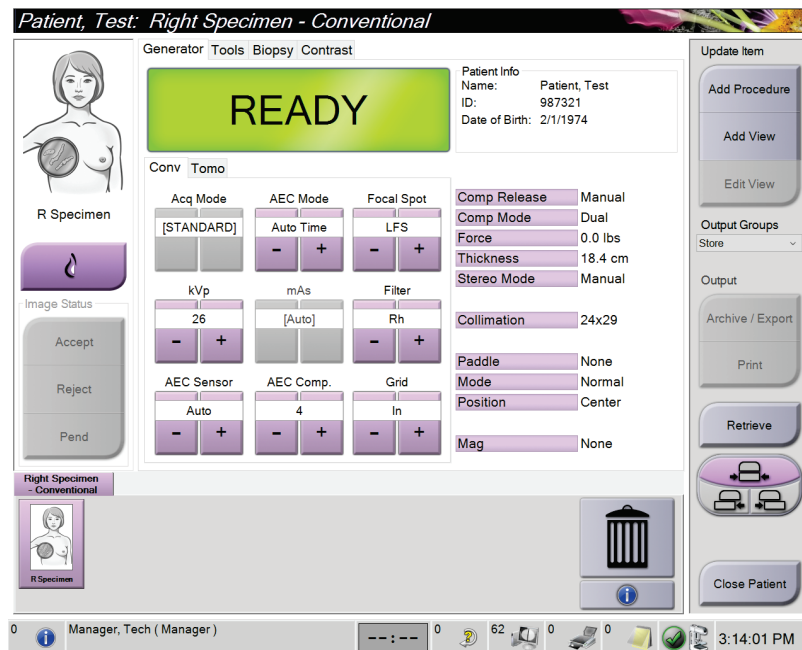 Patient, Test:  Right Specimen - Conventional
Generator Tools Biopsy Contrast
READY
Patient Info
Name: Patient, Test
ID: 987321
Date of Birth: 2/1/1974
Conv Tomo
Acq Mode AEC Mode Focal Spot
[STANDARD] Auto Time LFS
- + - +
kVp mAs Filter
26 [Auto] Rh
- + - +
AEC Sensor AEC Comp. Grid
Auto 4 In
- + - + - +
Comp Release Manual
Comp Mode Dual
Force 0.0 lbs
Thickness 18.4 cm
Stereo Mode Manual
Collimation 24x29
Paddle None
Mode Normal
Position Center
Mag None
R Specimen
Image Status
Accept
Reject
Pend
Update Item
Add Procedure
Add View
Edit View
Output Groups
Store
Output
Archive / Export
Print
Retrieve
Close Patient
Right Specimen
- Conventional
R Specimen
0 Manager, Tech ( Manager ) --:-- 0 62 0 0 3:14:01 PM